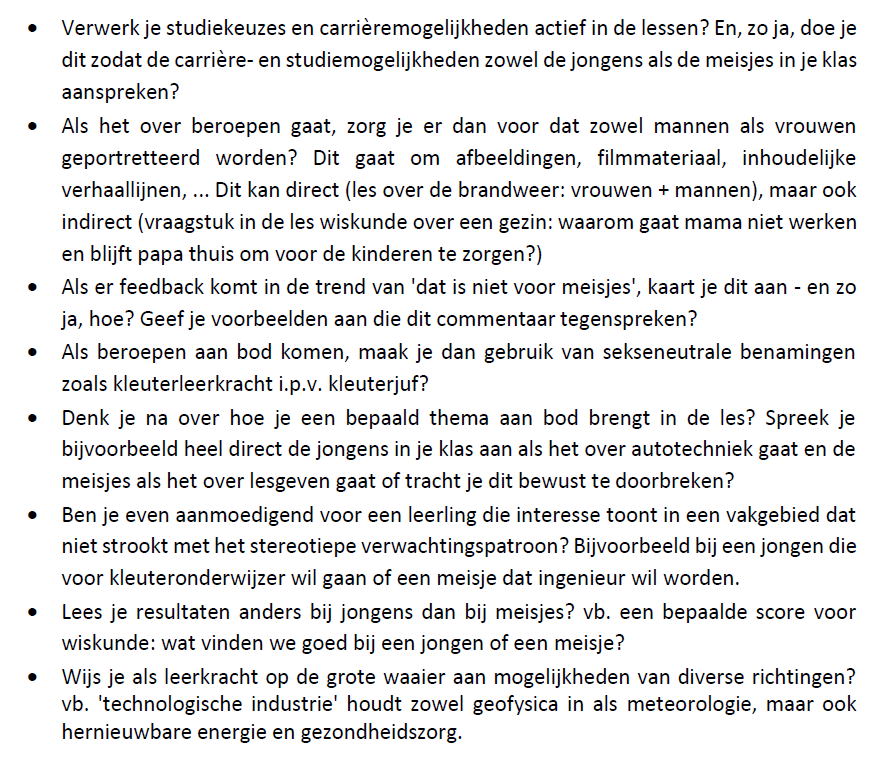 • Verwerk je studiekeuzes en carrièremogelijkheden actief in de lessen? En, zo ja, doe je
dit zodat de carrière- en studiemogelijkheden zowel de jongens als de meisjes in je klas
aanspreken?
• Als het over beroepen gaat, zorg je er dan voor dat zowel mannen als vrouwen
geportretteerd worden? Dit gaat om afbeeldingen, filmmateriaal, inhoudelijke
verhaallijnen, ... Dit kan direct (les over de brandweer: vrouwen + mannen), maar ook
indirect (vraagstuk in de les wiskunde over een gezin: waarom gaat mama niet werken
en blijft papa thuis om voor de kinderen te zorgen?)
• Als er feedback komt in de trend van 'dat is niet voor meisjes', kaart je dit aan - en zo
ja, hoe? Geef je voorbeelden aan die dit commentaar tegenspreken?
• Als beroepen aan bod komen, maak je dan gebruik van sekseneutrale benamingen
zoals kleuterleerkracht i.p.v. kleuterjuf?
• Denk je na over hoe je een bepaald thema aan bod brengt in de les? Spreek je
bijvoorbeeld heel direct de jongens in je klas aan als het over autotechniek gaat en de
meisjes als het over lesgeven gaat of tracht je dit bewust te doorbreken?
• Ben je even aanmoedigend voor een leerling die interesse toont in een vakgebied dat
niet strookt met het stereotiepe verwachtingspatroon? Bijvoorbeeld bij een jongen die
voor kleuteronderwijzer wil gaan of een meisje dat ingenieur wil worden.
• Lees je resultaten anders bij jongens dan bij meisjes? vb. een bepaalde score voor
wiskunde: wat vinden we goed bij een jongen of een meisje?
• Wijs je als leerkracht op de grote waaier aan mogelijkheden van diverse richtingen?
vb. 'technologische industrie' houdt zowel geofysica in als meteorologie, maar ook
hernieuwbare energie en gezondheidszorg.